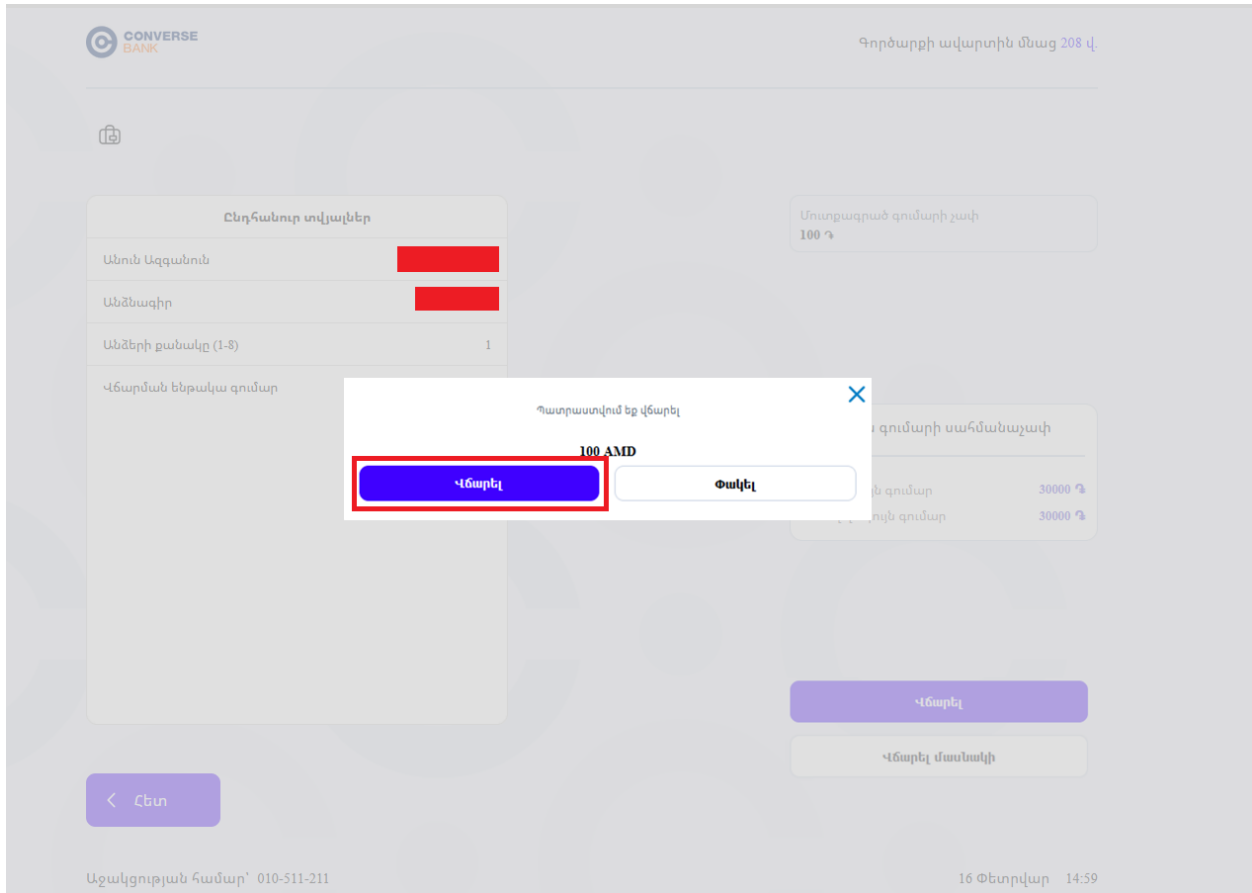 CONVERSE
BANK
Գործարքի ավարտին մնաց 208 վ.
Ընդհանուր տվյալներ
Մուտքագրած գումարի չափ
100 ֏
Անուն Ազգանուն
Անձնագիր
Անձերի քանակը (1-8) 1
Վճարման ենթակա գումար
Պատրաստվում եք վճարել
100 AMD
գումարի սահմանաչափ
Վճարել
Փակել
գումար 30000 ֏
գումար 30000 ֏
Վճարել
Վճարել մասնակի
Հետ
Աջակցության համար՝ 010-511-211
16 Փետրվար 14:59